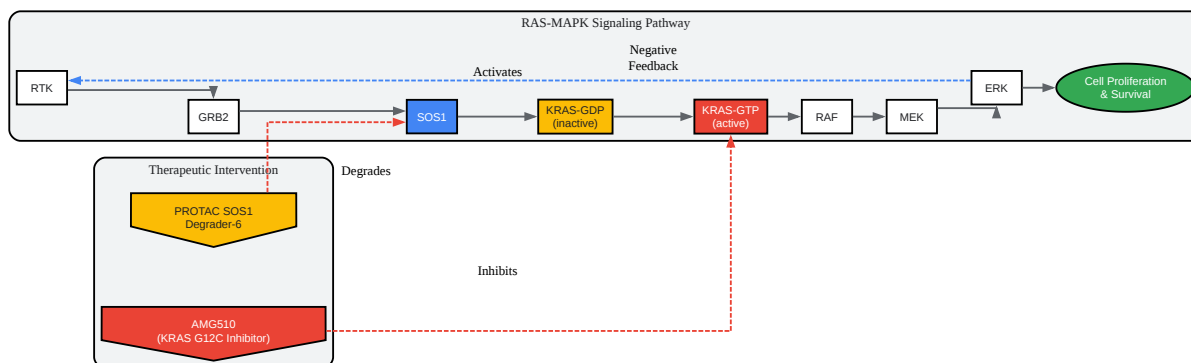 RAS-MAPK Signaling Pathway
Negative
Feedback
Activates
RTK
ERK
Cell Proliferation
& Survival
GRB2
SOS1
KRAS-GDP
(inactive)
KRAS-GTP
(active)
RAF
MEK
Therapeutic Intervention
Degrades
PROTAC SOS1
Degrader-6
Inhibits
AMG510
(KRAS G12C Inhibitor)